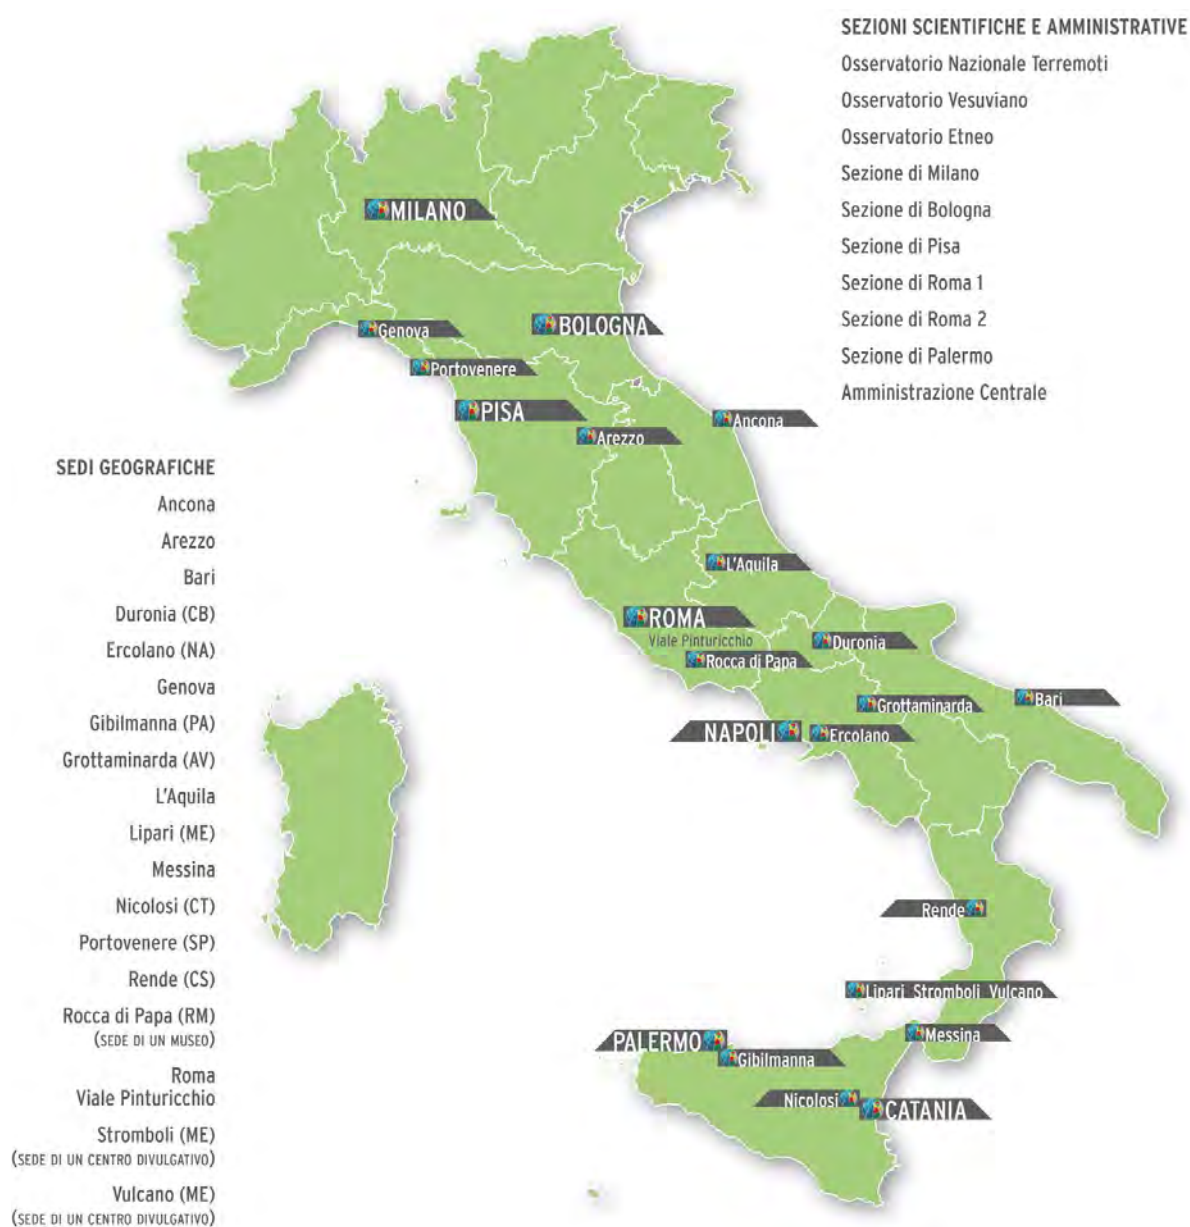 SEZIONI SCIENTIFICHE E AMMINISTRATIVE
Osservatorio Nazionale Terremoti
Osservatorio Vesuviano
Osservatorio Etneo
Sezione di Milano
Sezione di Bologna
Sezione di Pisa
Sezione di Roma 1
Sezione di Roma 2
Sezione di Palermo
Amministrazione Centrale
MILANO
Genova
BOLOGNA
Portovenere
PISA
Ancona
Arezzo
L'Aquila
ROMA
Viale Pinturicchio
Duronia
Rocca di Papa
Bari
Grottaminarda
NAPOLI
Ercolano
Rende
Lipari Stromboli Vulcano
Messina
PALERMO
Gibilmanna
Nicolosi
CATANIA
SEDI GEOGRAFICHE
Ancona
Arezzo
Bari
Duronia (CB)
Ercolano (NA)
Genova
Gibilmanna (PA)
Grottaminarda (AV)
L'Aquila
Lipari (ME)
Messina
Nicolosi (CT)
Portovenere (SP)
Rende (CS)
Rocca di Papa (RM)
(SEDE DI UN MUSEO)
Roma
Viale Pinturicchio
Stromboli (ME)
(SEDE DI UN CENTRO DIVULGATIVO)
Vulcano (ME)
(SEDE DI UN CENTRO DIVULGATIVO)